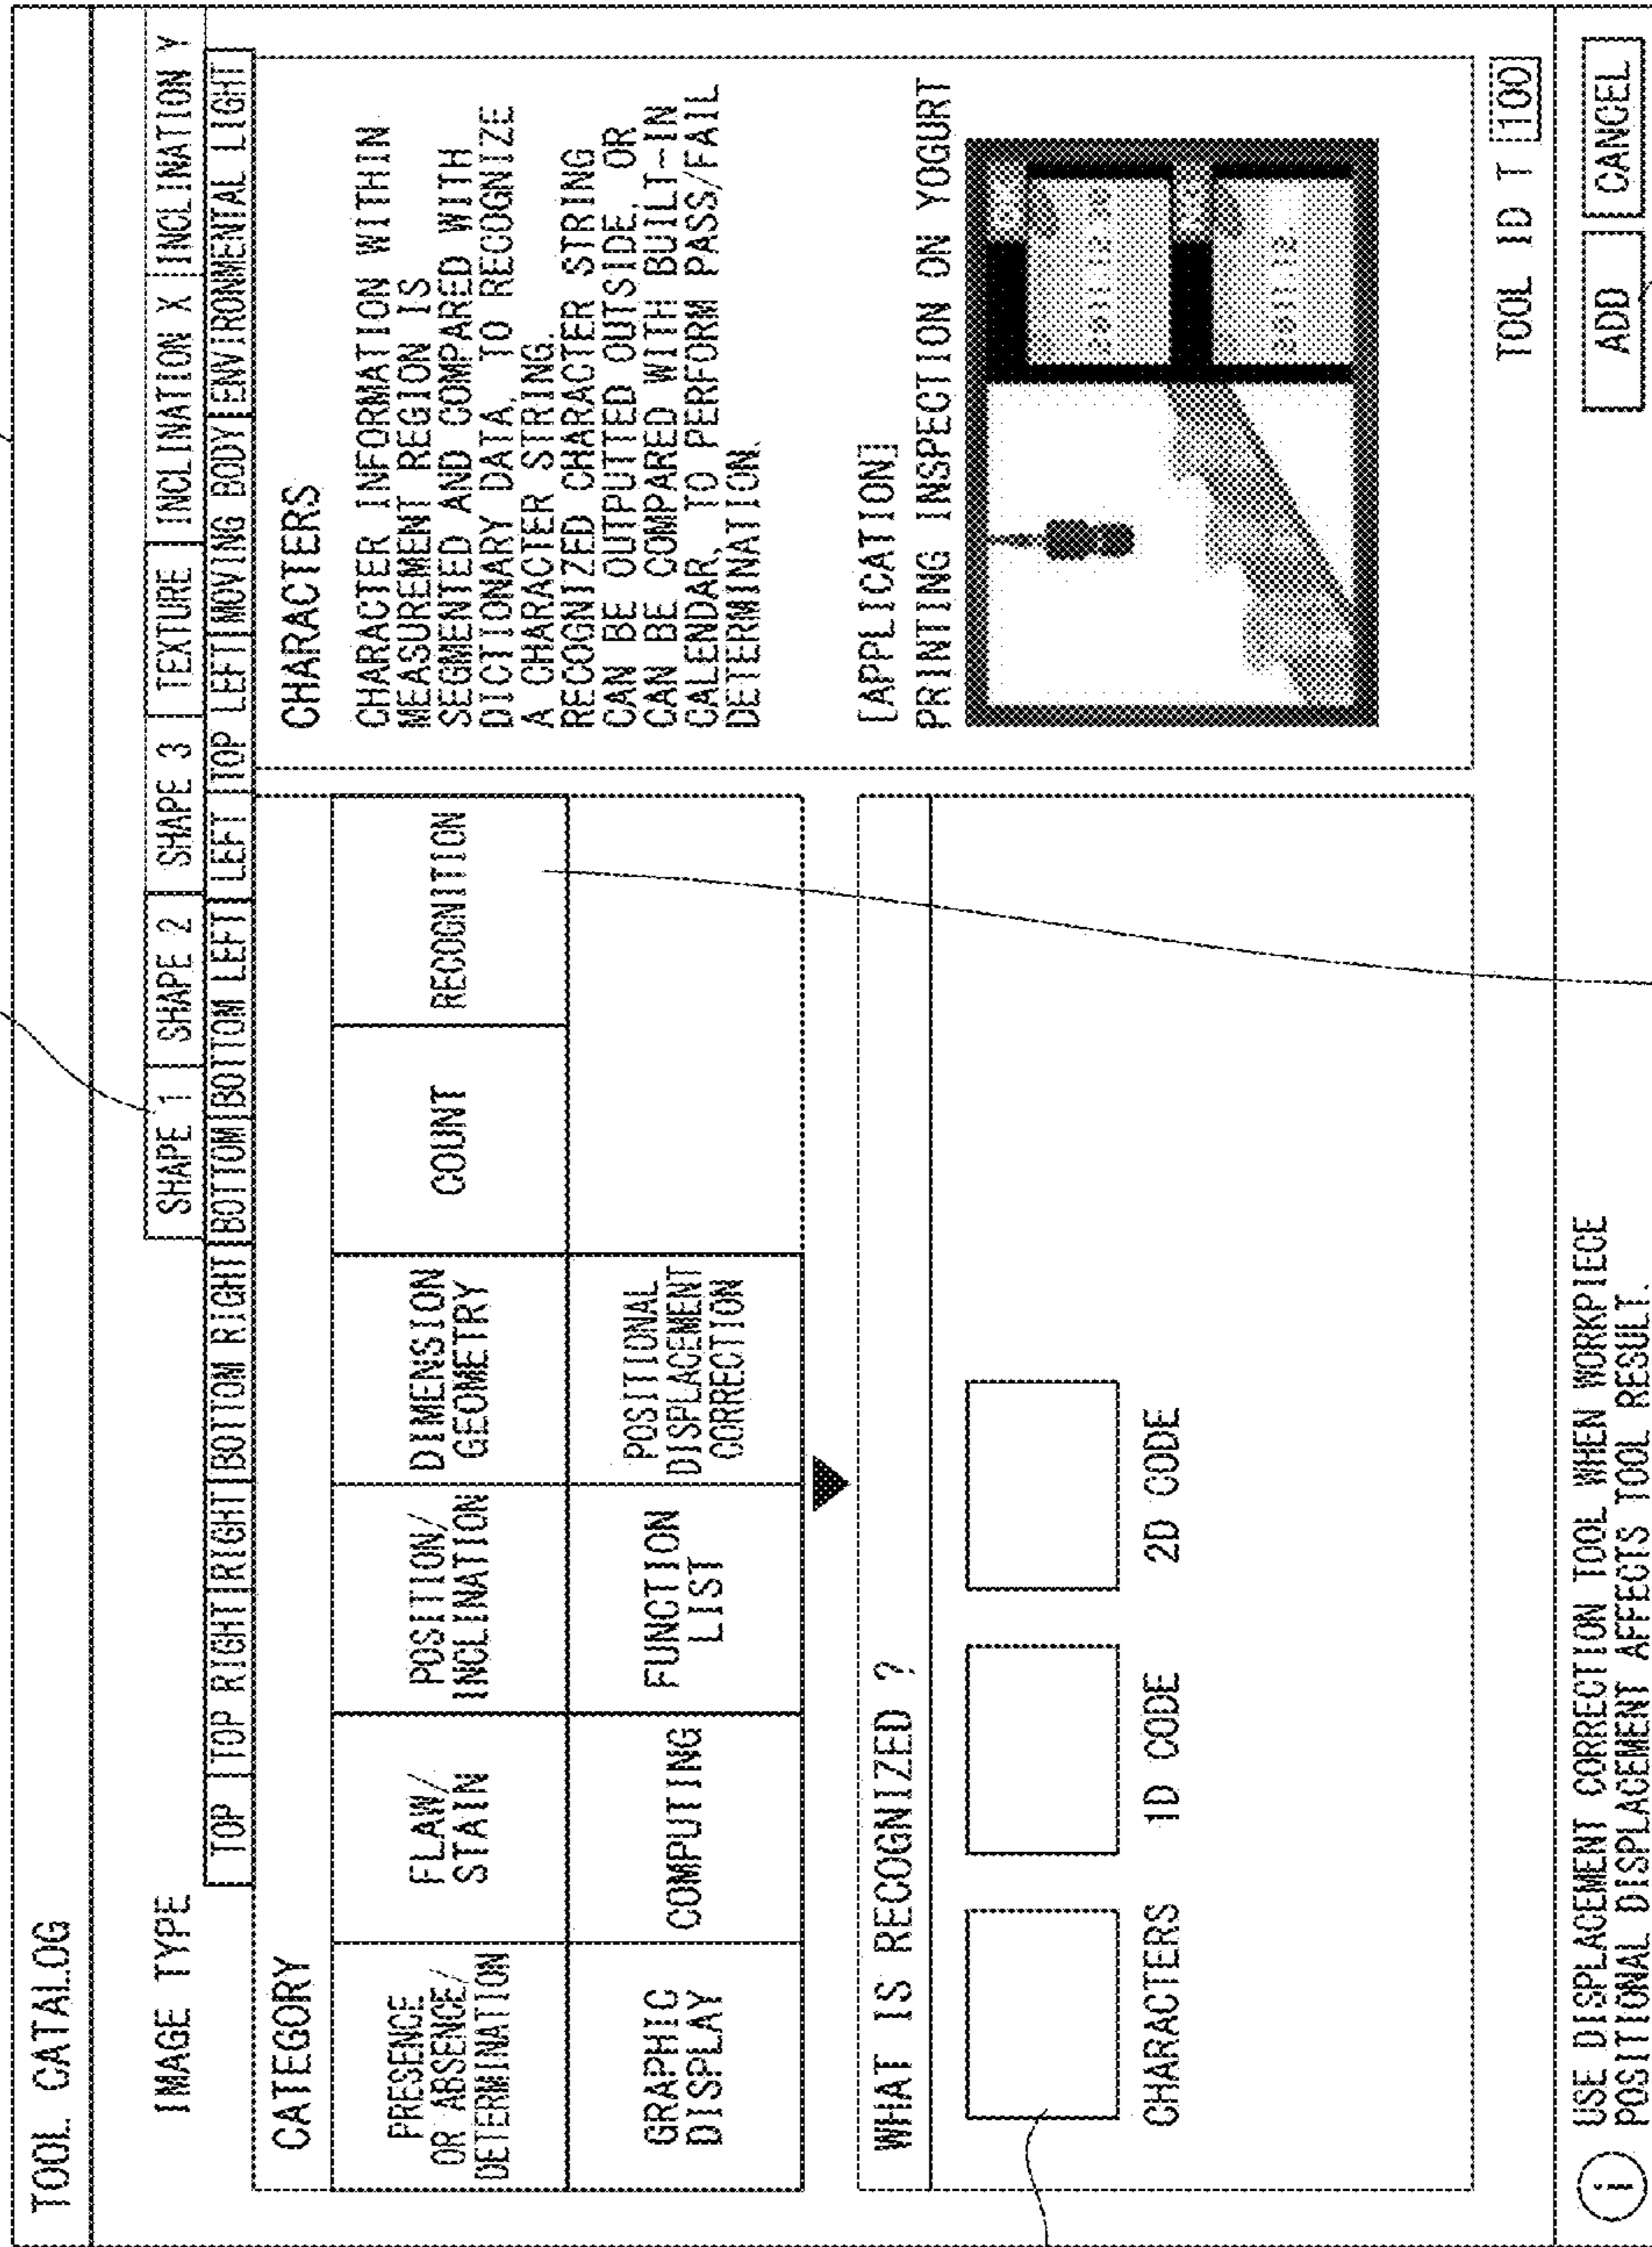 TOOL CATALOG
IMAGE TYPE
SHAPE 1 SHAPE 2 SHAPE 3 TEXTURE INCLINATION X INCLINATION Y
TOP TOP RIGHT RIGHT BOTTOM RIGHT BOTTOM BOTTOM LEFT LEFT TOP LEFT MOVING BODY ENVIRONMENTAL LIGHT
CATEGORY
PRESENCE
OR ABSENCE/
DETERMINATION
FLAW/
STAIN
POSITION/
INCLINATION
DIMENSION
GEOMETRY
COUNT
RECOGNITION
GRAPHIC
DISPLAY
COMPUTING
FUNCTION
LIST
POSITIONAL
DISPLACEMENT
CORRECTION
WHAT IS RECOGNIZED ?
CHARACTERS
1D CODE
2D CODE
CHARACTERS
CHARACTER INFORMATION WITHIN
MEASUREMENT REGION IS
SEGMENTED AND COMPARED WITH
DICTIONARY DATA, TO RECOGNIZE
A CHARACTER STRING.
RECOGNIZED CHARACTER STRING
CAN BE OUTPUTTED OUTSIDE, OR
CAN BE COMPARED WITH BUILT-IN
CALENDAR, TO PERFORM PASS/FAIL
DETERMINATION.
[APPLICATION]
PRINTING INSPECTION ON YOGURT
TOOL ID T 100
i USE DISPLACEMENT CORRECTION TOOL WHEN WORKPIECE
POSITIONAL DISPLACEMENT AFFECTS TOOL RESULT.
ADD CANCEL